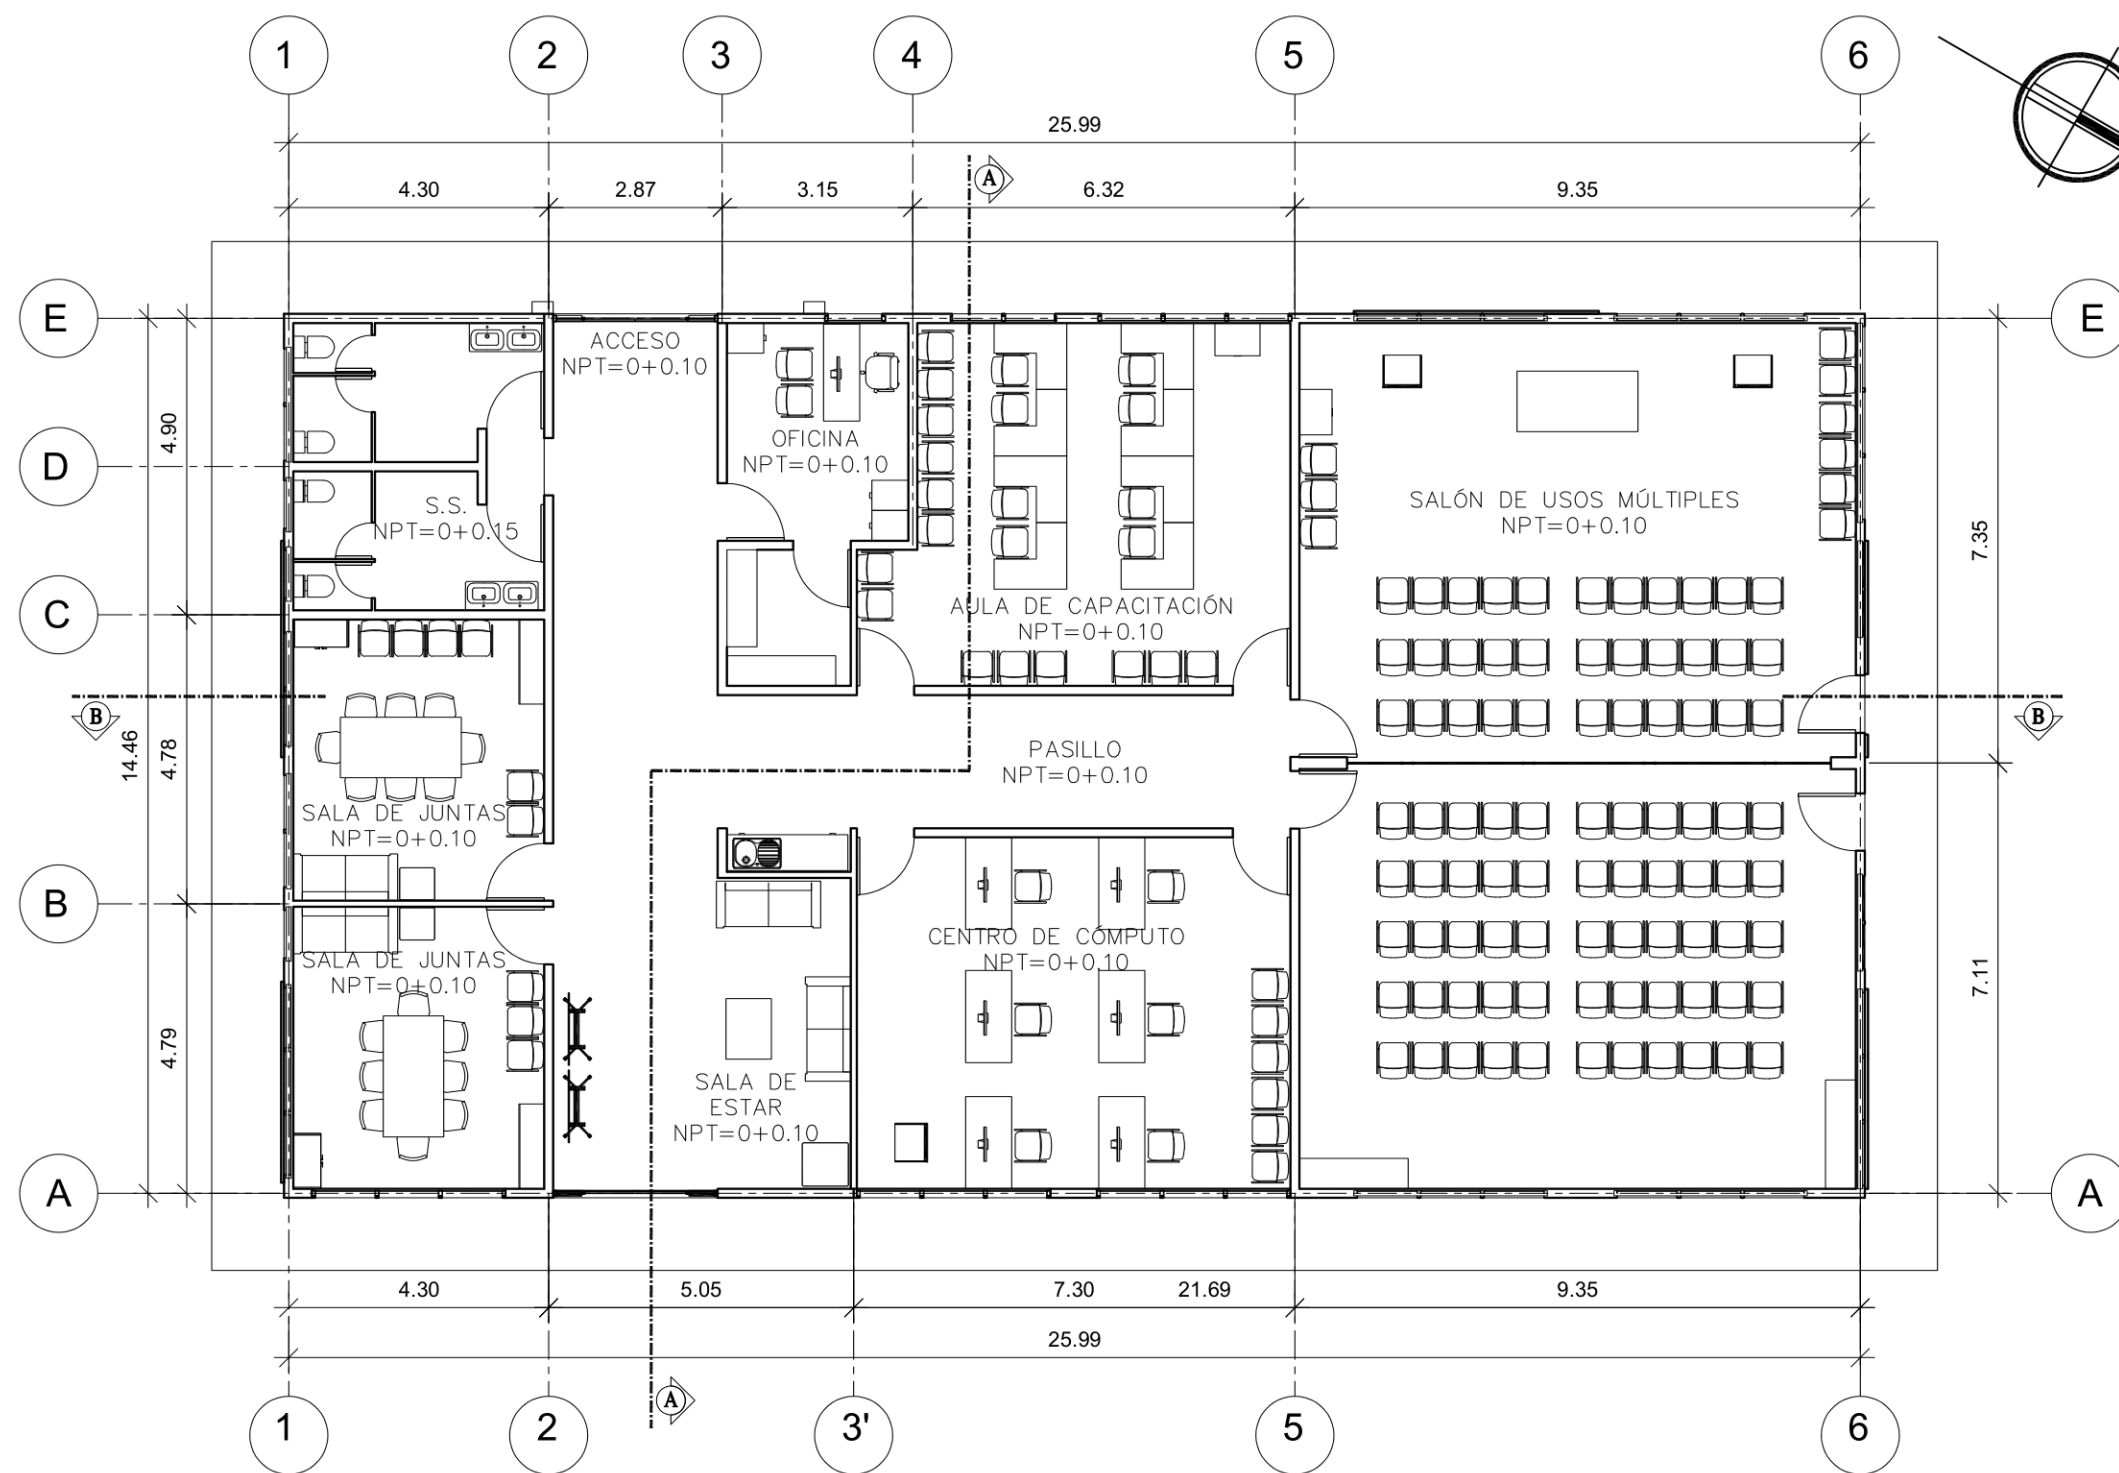 1
2
3
4
5
6
25.99
4.30
2.87
3.15
A
6.32
9.35
E
E
ACCESO
NPT=0+0.10
4.90
OFICINA
NPT=0+0.10
D
S.S.
NPT=0+0.15
SALÓN DE USOS MÚLTIPLES
NPT=0+0.10
7.35
C
AULA DE CAPACITACIÓN
NPT=0+0.10
B
B
14.46
4.78
PASILLO
NPT=0+0.10
SALA DE JUNTAS
NPT=0+0.10
B
CENTRO DE CÓMPUTO
NPT=0+0.10
SALA DE JUNTAS
NPT=0+0.10
7.11
4.79
SALA DE
ESTAR
NPT=0+0.10
A
A
4.30
5.05
7.30
21.69
9.35
25.99
A
1
2
3'
5
6